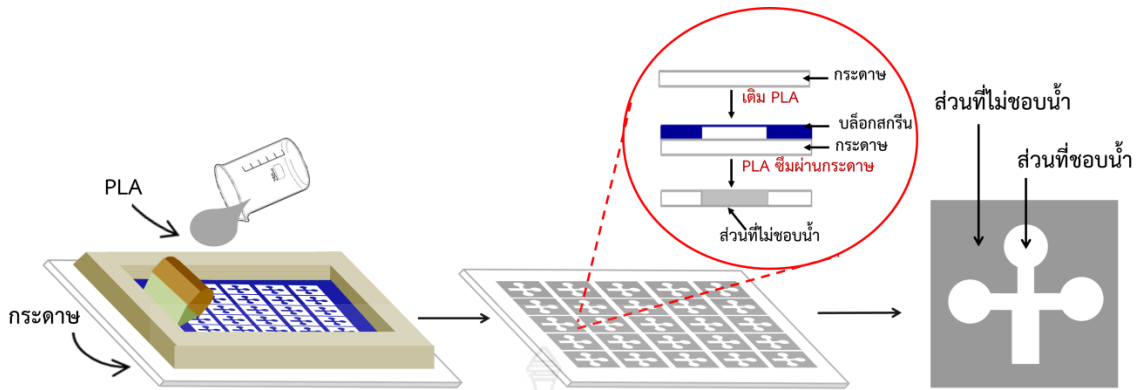 PLA
กระดาษ
กระดาษ
เติม PLA
บล็อกสกรีน
กระดาษ
PLA ซึมผ่านกระดาษ
ส่วนที่ไม่ชอบน้ำ
ส่วนที่ไม่ชอบน้ำ
ส่วนที่ชอบน้ำ